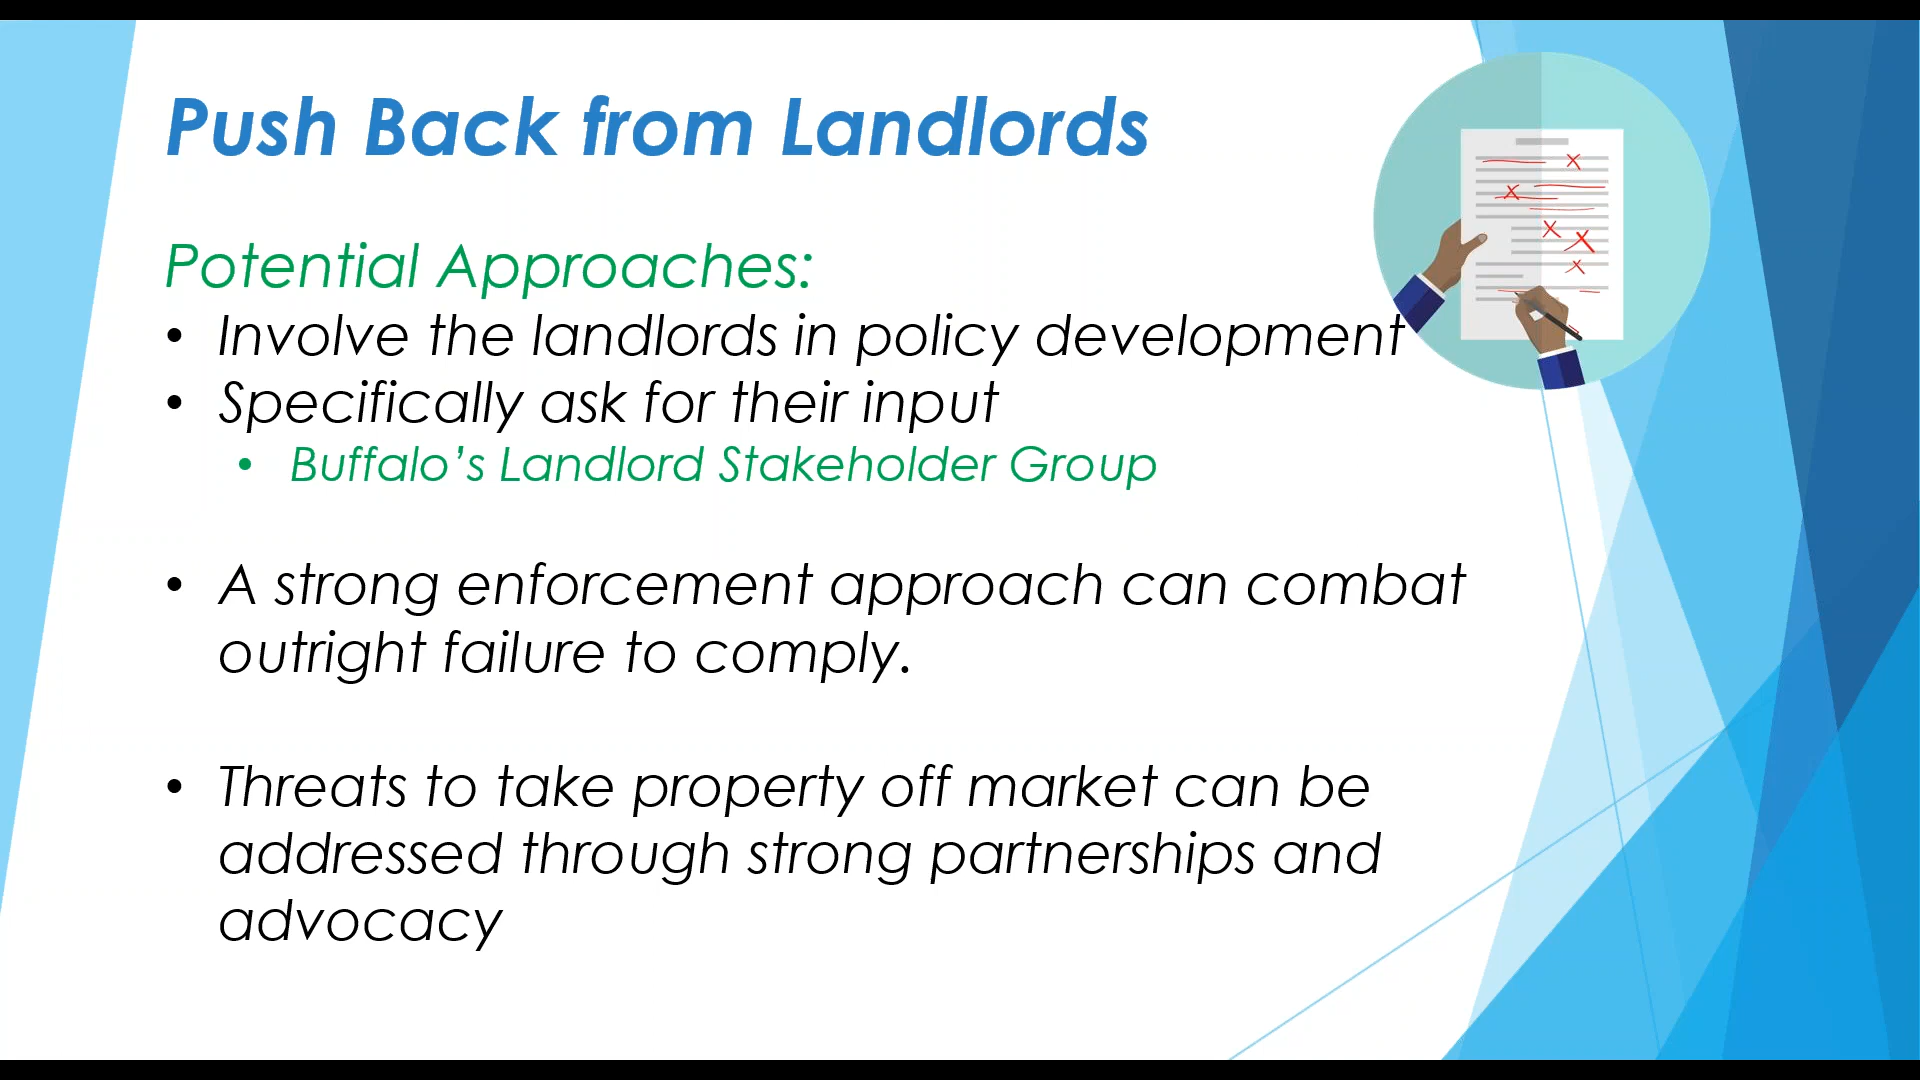 Push Back from Landlords
Potential Approaches:
• Involve the landlords in policy development
• Specifically ask for their input
• Buffalo’s Landlord Stakeholder Group
• A strong enforcement approach can combat
outright failure to comply.
• Threats to take property off market can be
addressed through strong partnerships and
advocacy